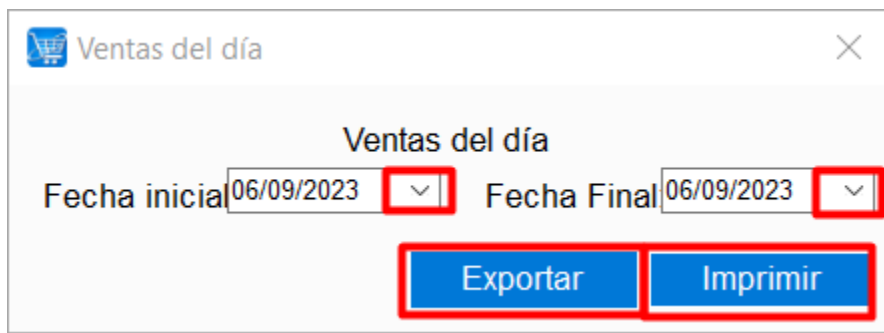 Ventas del día
Ventas del día
Fecha inicial 06/09/2023 Fecha Final: 06/09/2023
Exportar Imprimir